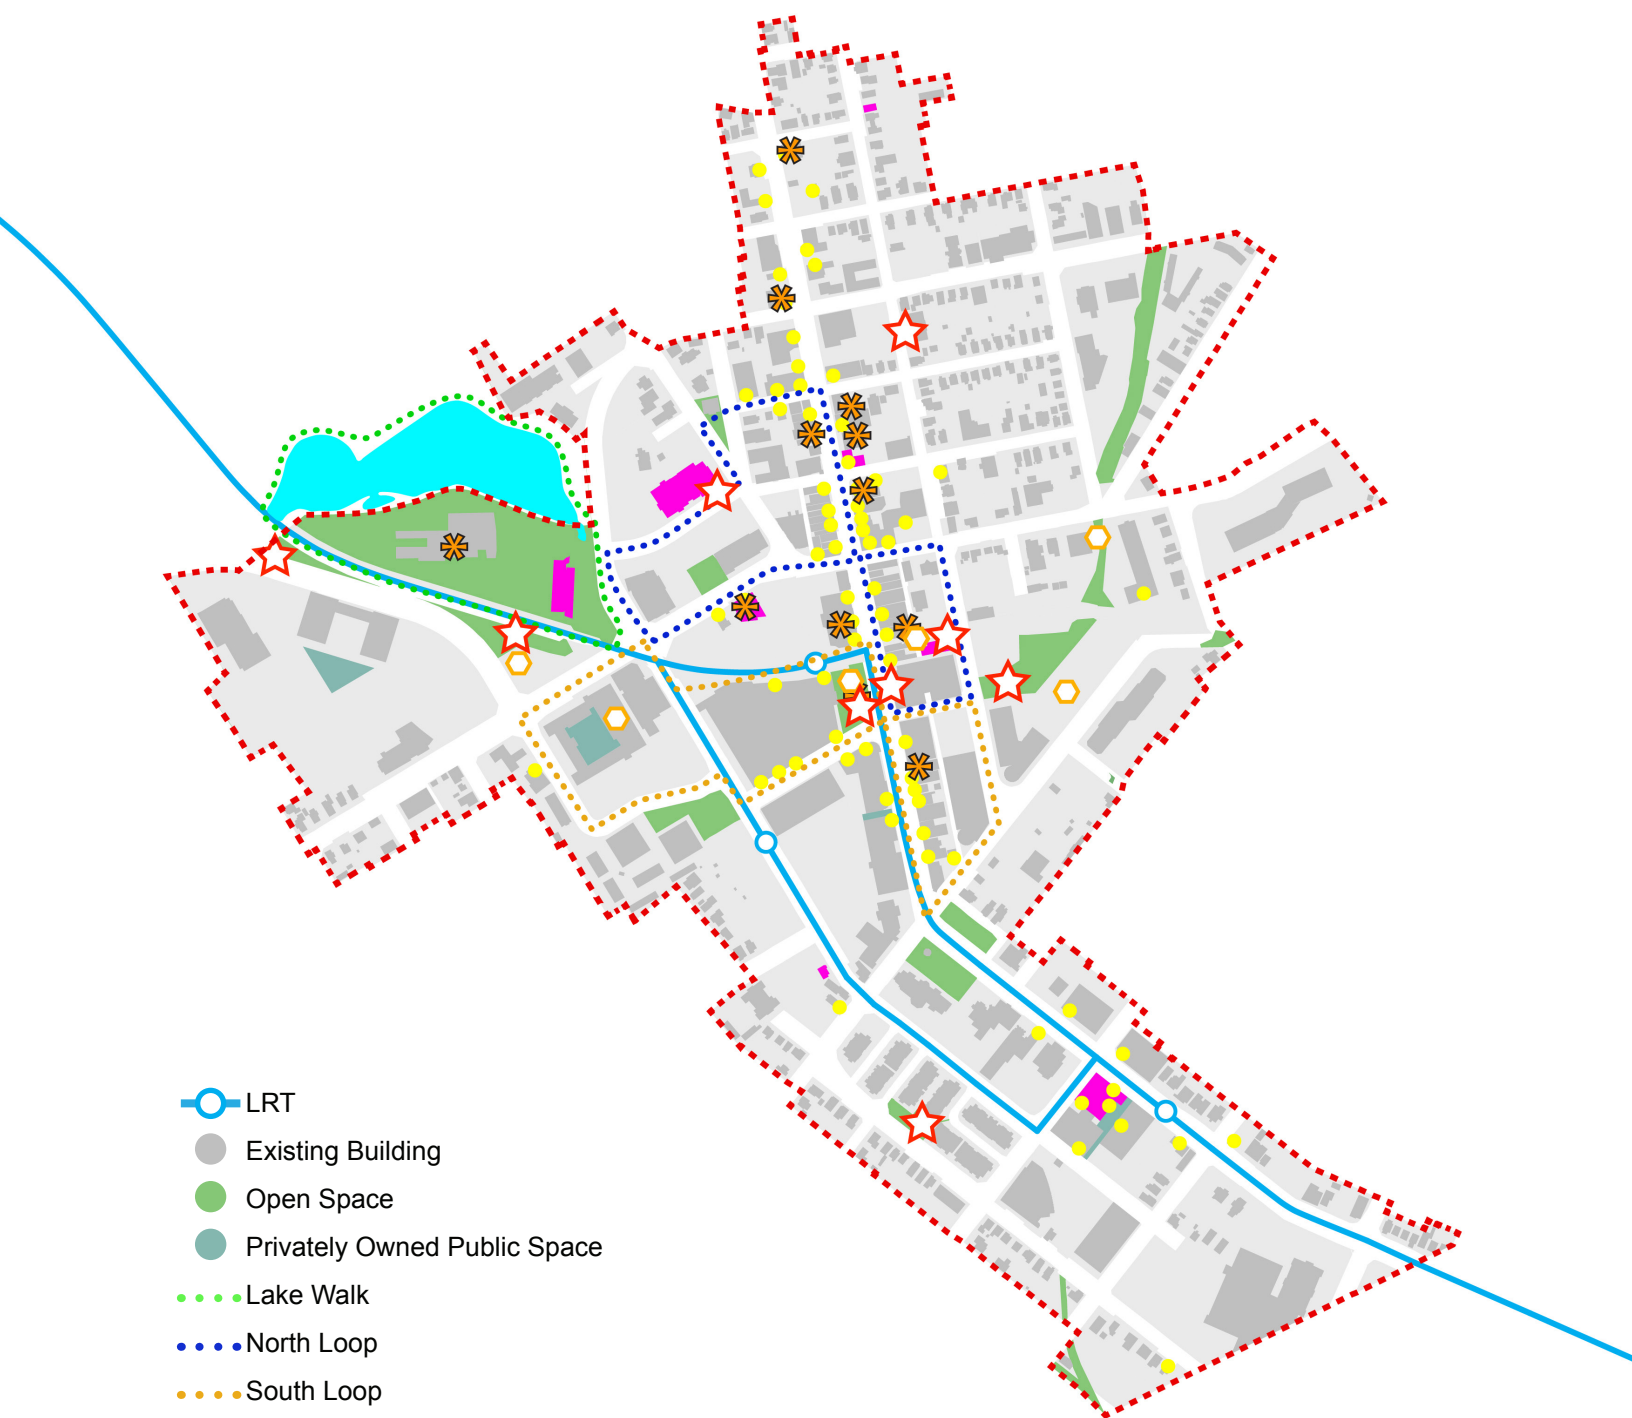 LRT
Existing Building
Open Space
Privately Owned Public Space
Lake Walk
North Loop
South Loop